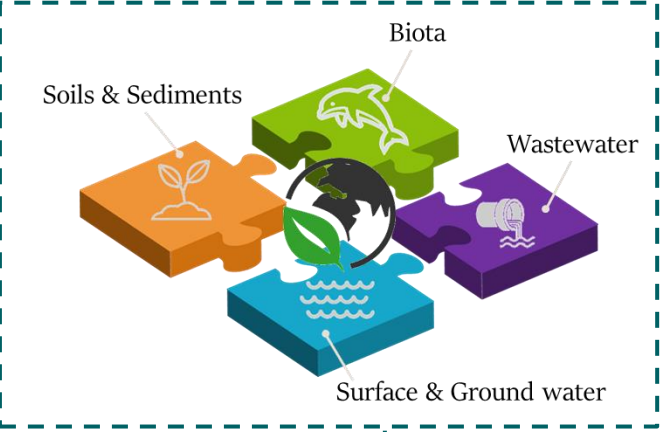 Biota
Soils & Sediments
Wastewater
Surface & Ground water